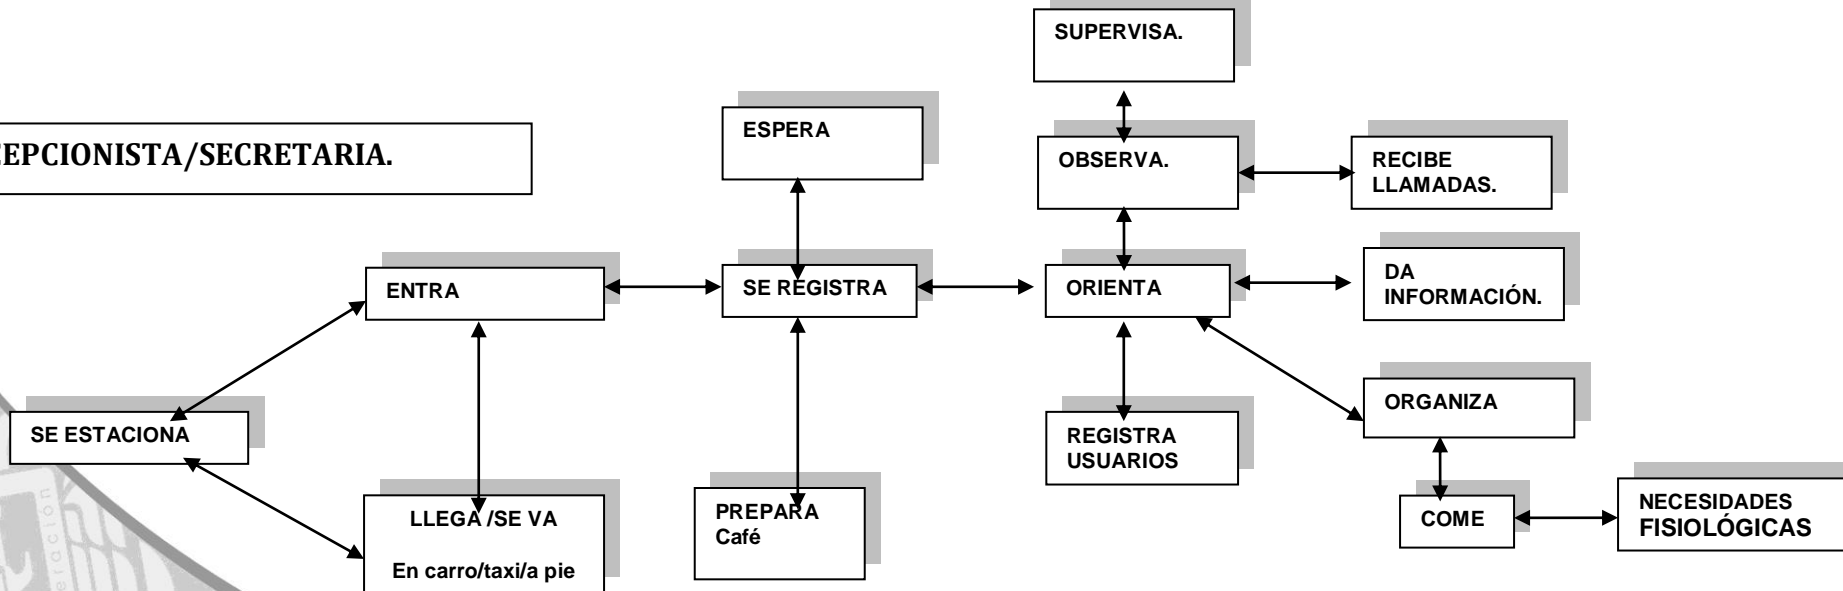 SUPERVISA.
ESPERA
EPCIONISTA/SECRETARIA.
OBSERVA.
RECIBE
LLAMADAS.
ENTRA
SE REGISTRA
ORIENTA
DA
INFORMACIÓN.
SE ESTACIONA
REGISTRA
USUARIOS
ORGANIZA
LLEGA /SE VA
En carro/taxi/a pie
PREPARA
Café
COME
NECESIDADES
FISIOLÓGICAS
eración